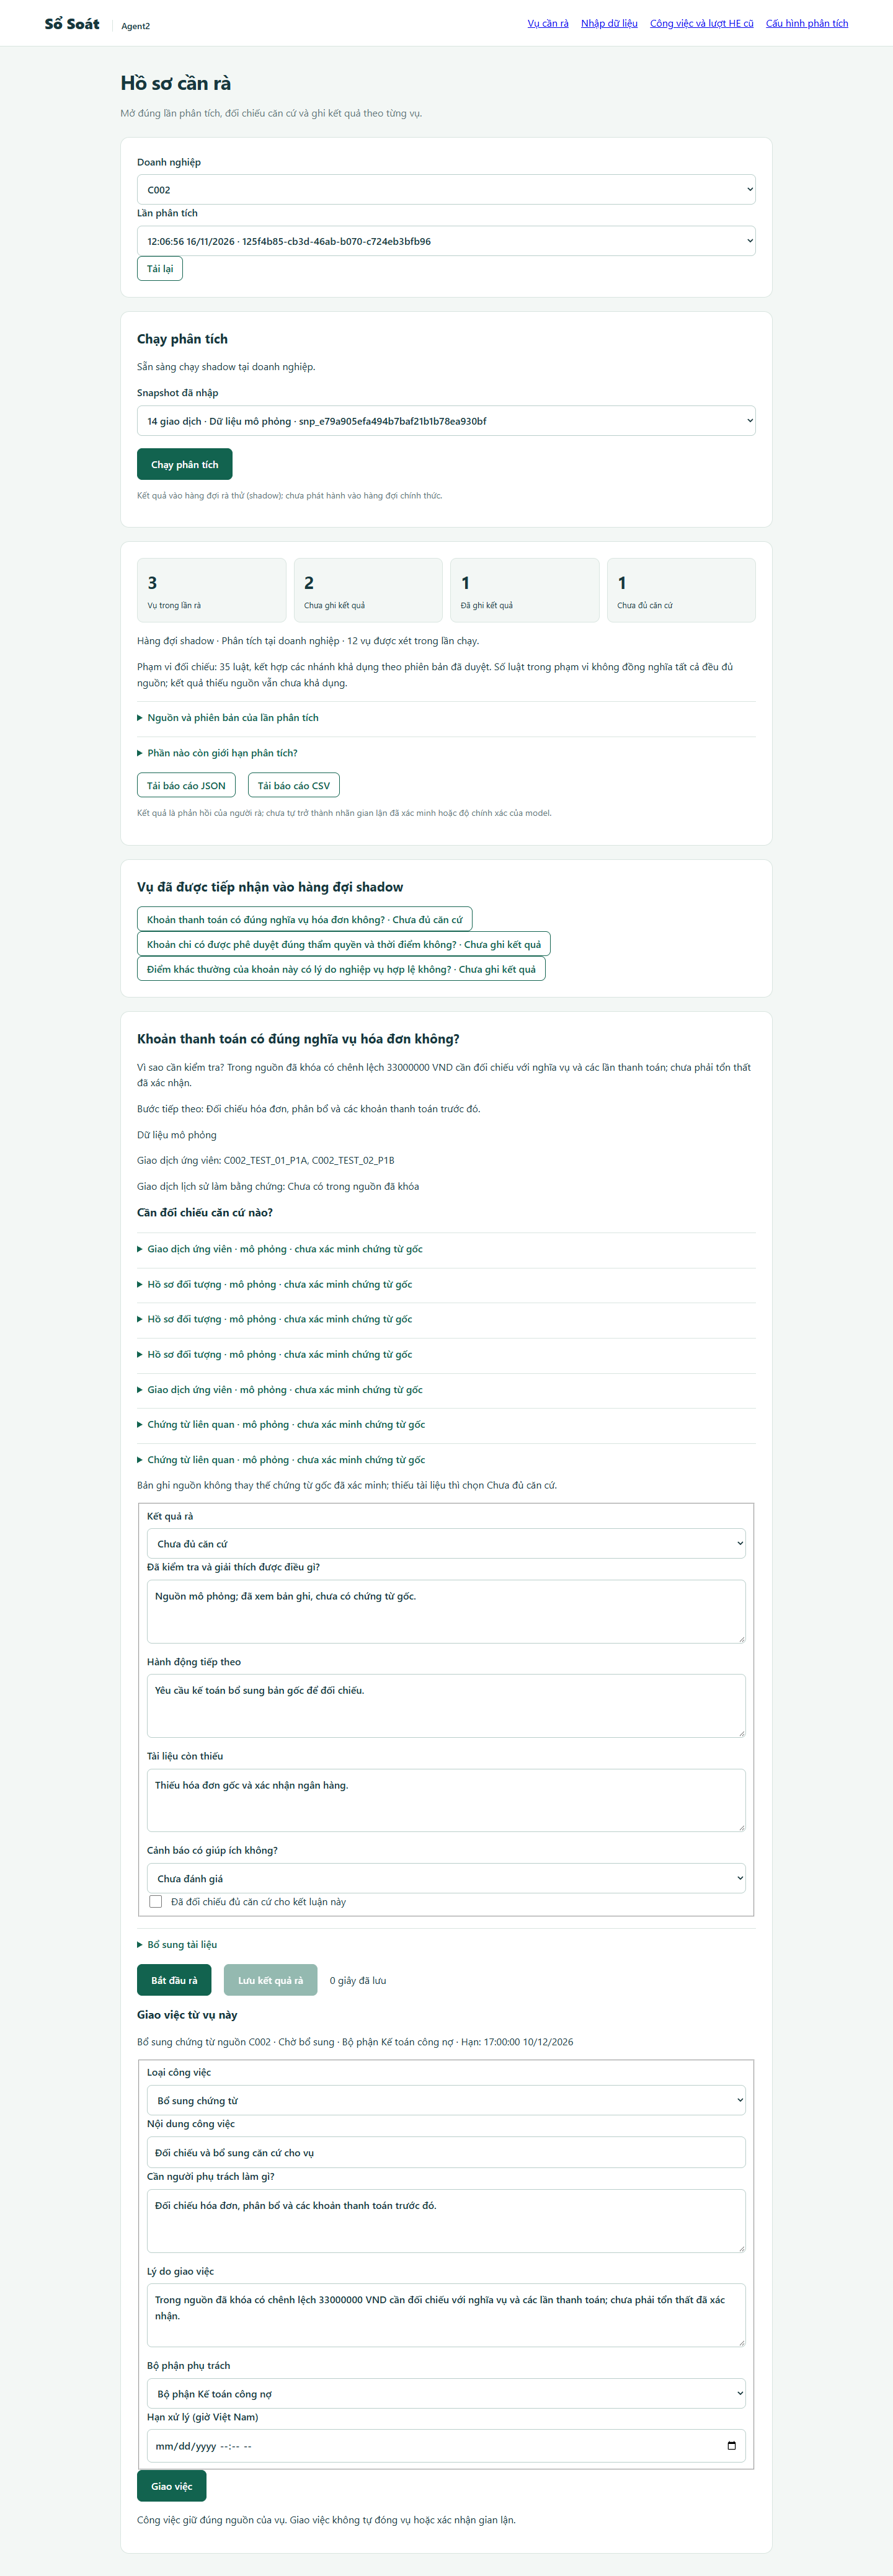 Sổ Soát
Agent2
Vụ cần rà
Nhập dữ liệu
Công việc và lượt HE cũ
Cấu hình phân tích
Hồ sơ cần rà
Mở đúng lần phân tích, đối chiếu căn cứ và ghi kết quả theo từng vụ.
Doanh nghiệp
C002
Lần phân tích
12:06:56 16/11/2026 · 125f4b85-cb3d-46ab-b070-c724eb3bfb96
Tải lại
Chạy phân tích
Sẵn sàng chạy shadow tại doanh nghiệp.
Snapshot đã nhập
14 giao dịch · Dữ liệu mô phỏng · snp_e79a905efa494b7baf21b1b78ea930bf
Chạy phân tích
Kết quả vào hàng đợi rà thử (shadow); chưa phát hành vào hàng đợi chính thức.
3
Vụ trong lần rà
2
Chưa ghi kết quả
1
Đã ghi kết quả
1
Chưa đủ căn cứ
Hàng đợi shadow · Phân tích tại doanh nghiệp · 12 vụ được xét trong lần chạy.
Phạm vi đối chiếu: 35 luật, kết hợp các nhánh khả dụng theo phiên bản đã duyệt. Số luật trong phạm vi không đồng nghĩa tất cả đều đủ
nguồn; kết quả thiếu nguồn vẫn chưa khả dụng.
Nguồn và phiên bản của lần phân tích
Phần nào còn giới hạn phân tích?
Tải báo cáo JSON
Tải báo cáo CSV
Kết quả là phản hồi của người rà; chưa tự trở thành nhãn gian lận đã xác minh hoặc độ chính xác của model.
Vụ đã được tiếp nhận vào hàng đợi shadow
Khoản thanh toán có đúng nghĩa vụ hóa đơn không? · Chưa đủ căn cứ
Khoản chi có được phê duyệt đúng thẩm quyền và thời điểm không? · Chưa ghi kết quả
Điểm khác thường của khoản này có lý do nghiệp vụ hợp lệ không? · Chưa ghi kết quả
Khoản thanh toán có đúng nghĩa vụ hóa đơn không?
Vì sao cần kiểm tra? Trong nguồn đã khóa có chênh lệch 33000000 VND cần đối chiếu với nghĩa vụ và các lần thanh toán; chưa phải tổn thất
đã xác nhận.
Bước tiếp theo: Đối chiếu hóa đơn, phân bổ và các khoản thanh toán trước đó.
Dữ liệu mô phỏng
Giao dịch ứng viên: C002_TEST_01_P1A, C002_TEST_02_P1B
Giao dịch lịch sử làm bằng chứng: Chưa có trong nguồn đã khóa
Cần đối chiếu căn cứ nào?
Giao dịch ứng viên · mô phỏng · chưa xác minh chứng từ gốc
Hồ sơ đối tượng · mô phỏng · chưa xác minh chứng từ gốc
Hồ sơ đối tượng · mô phỏng · chưa xác minh chứng từ gốc
Hồ sơ đối tượng · mô phỏng · chưa xác minh chứng từ gốc
Giao dịch ứng viên · mô phỏng · chưa xác minh chứng từ gốc
Chứng từ liên quan · mô phỏng · chưa xác minh chứng từ gốc
Chứng từ liên quan · mô phỏng · chưa xác minh chứng từ gốc
Bản ghi nguồn không thay thế chứng từ gốc đã xác minh; thiếu tài liệu thì chọn Chưa đủ căn cứ.
Kết quả rà
Chưa đủ căn cứ
Đã kiểm tra và giải thích được điều gì?
Nguồn mô phỏng; đã xem bản ghi, chưa có chứng từ gốc.
Hành động tiếp theo
Yêu cầu kế toán bổ sung bản gốc để đối chiếu.
Tài liệu còn thiếu
Thiếu hóa đơn gốc và xác nhận ngân hàng.
Cảnh báo có giúp ích không?
Chưa đánh giá
Đã đối chiếu đủ căn cứ cho kết luận này
Bổ sung tài liệu
Bắt đầu rà
Lưu kết quả rà
0 giây đã lưu
Giao việc từ vụ này
Bổ sung chứng từ nguồn C002 · Chờ bổ sung · Bộ phận Kế toán công nợ · Hạn: 17:00:00 10/12/2026
Loại công việc
Bổ sung chứng từ
Nội dung công việc
Đối chiếu và bổ sung căn cứ cho vụ
Cần người phụ trách làm gì?
Đối chiếu hóa đơn, phân bổ và các khoản thanh toán trước đó.
Lý do giao việc
Trong nguồn đã khóa có chênh lệch 33000000 VND cần đối chiếu với nghĩa vụ và các lần thanh toán; chưa phải tổn thất đã xác
nhận.
Bộ phận phụ trách
Bộ phận Kế toán công nợ
Hạn xử lý (giờ Việt Nam)
mm/dd/yyyy --:-- --
Giao việc
Công việc giữ đúng nguồn của vụ. Giao việc không tự đóng vụ hoặc xác nhận gian lận.